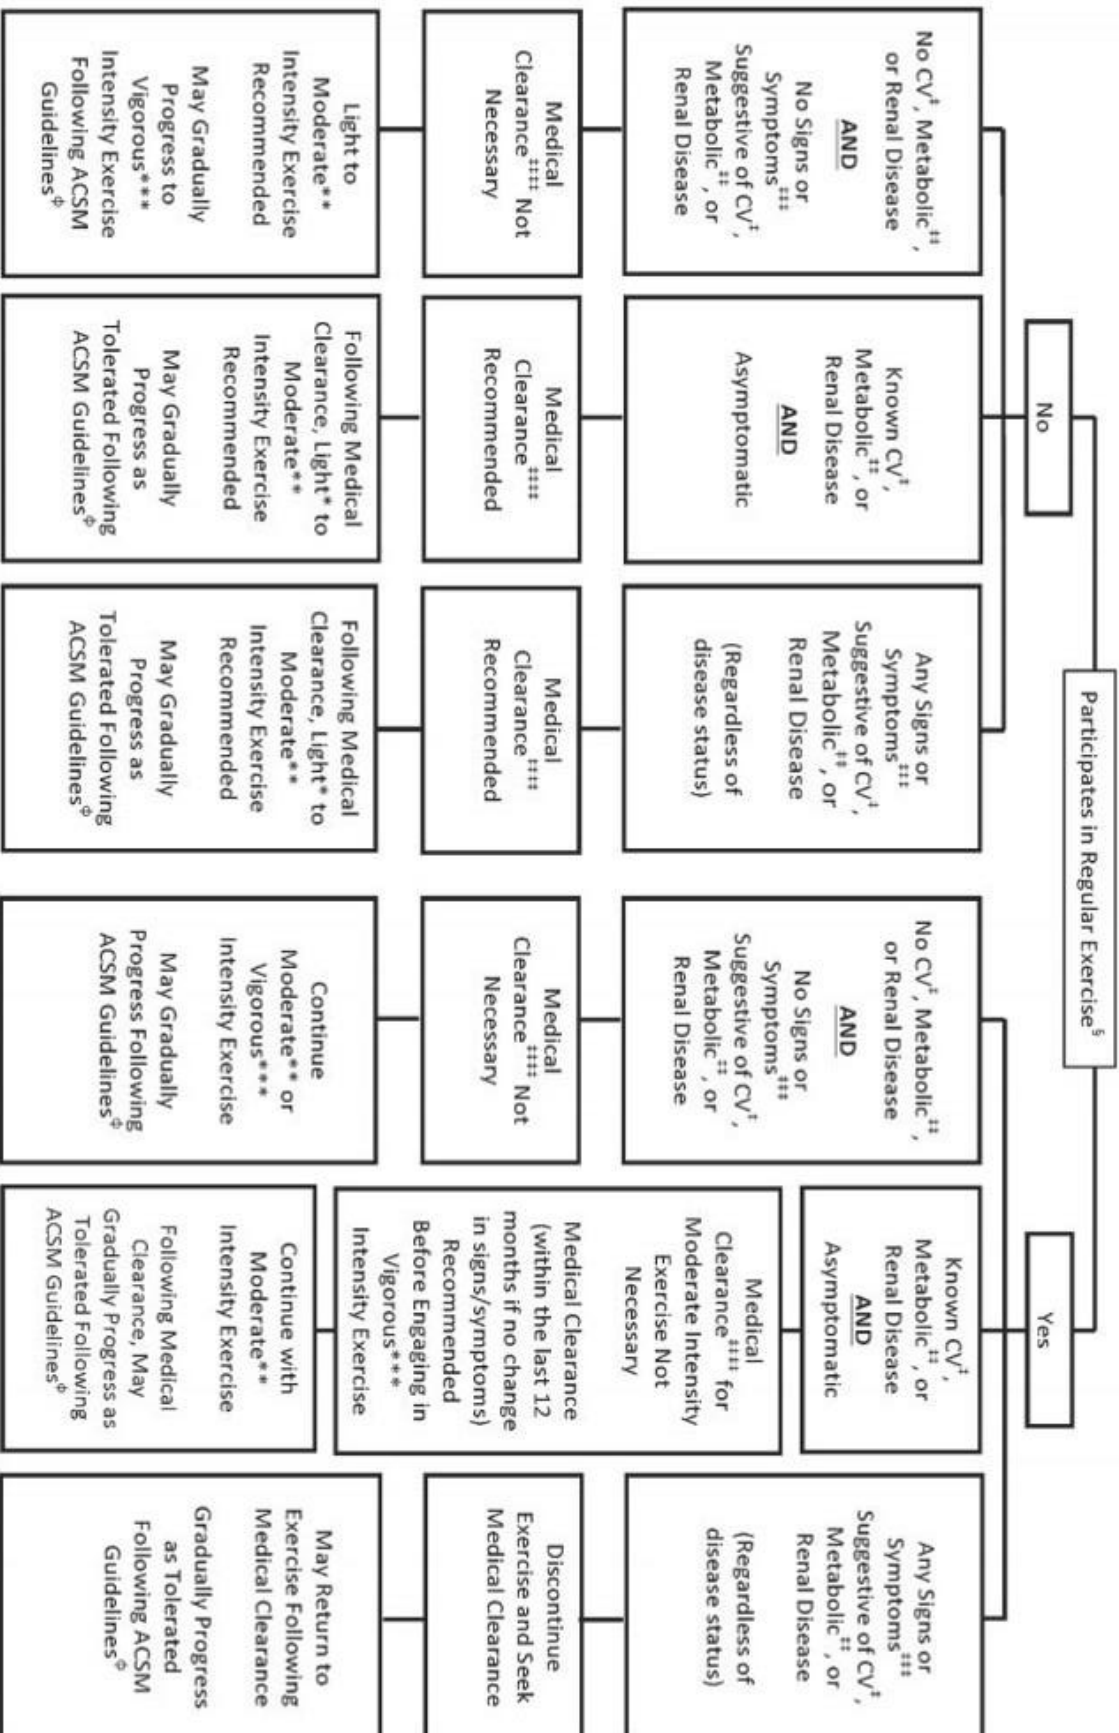 Participates in Regular Exercise§
No
Yes
No CV‡, Metabolic‡‡,
or Renal Disease
AND
No Signs or
Symptoms‡‡‡
Suggestive of CV‡,
Metabolic‡‡, or
Renal Disease
Medical
Clearance‡‡‡‡ Not
Necessary
Light to
Moderate**
Intensity Exercise
Recommended
May Gradually
Progress to
Vigorous***
Intensity Exercise
Following ACSM
Guidelinesᶲ
Known CV‡,
Metabolic‡‡, or
Renal Disease
AND
Asymptomatic
Medical
Clearance‡‡‡‡
Recommended
Following Medical
Clearance, Light* to
Moderate**
Intensity Exercise
Recommended
May Gradually
Progress as
Tolerated Following
ACSM Guidelinesᶲ
Any Signs or
Symptoms‡‡‡
Suggestive of CV‡,
Metabolic‡‡, or
Renal Disease
(Regardless of
disease status)
Medical
Clearance‡‡‡‡
Recommended
Following Medical
Clearance, Light* to
Moderate**
Intensity Exercise
Recommended
May Gradually
Progress as
Tolerated Following
ACSM Guidelinesᶲ
No CV‡, Metabolic‡‡,
or Renal Disease
AND
No Signs or
Symptoms‡‡‡
Suggestive of CV‡,
Metabolic‡‡, or
Renal Disease
Medical
Clearance‡‡‡‡ Not
Necessary
Continue
Moderate** or
Vigorous***
Intensity Exercise
May Gradually
Progress Following
ACSM Guidelinesᶲ
Known CV‡,
Metabolic‡‡, or
Renal Disease
AND
Asymptomatic
Medical
Clearance‡‡‡‡ for
Moderate Intensity
Exercise Not
Necessary
Medical Clearance
(within the last 12
months if no change
in signs/symptoms)
Recommended
Before Engaging in
Vigorous***
Intensity Exercise
Continue with
Moderate**
Intensity Exercise
Following Medical
Clearance, May
Gradually Progress as
Tolerated Following
ACSM Guidelinesᶲ
Any Signs or
Symptoms‡‡‡
Suggestive of CV‡,
Metabolic‡‡, or
Renal Disease
(Regardless of
disease status)
Discontinue
Exercise and Seek
Medical Clearance
May Return to
Exercise Following
Medical Clearance
Gradually Progress
as Tolerated
Following ACSM
Guidelinesᶲ